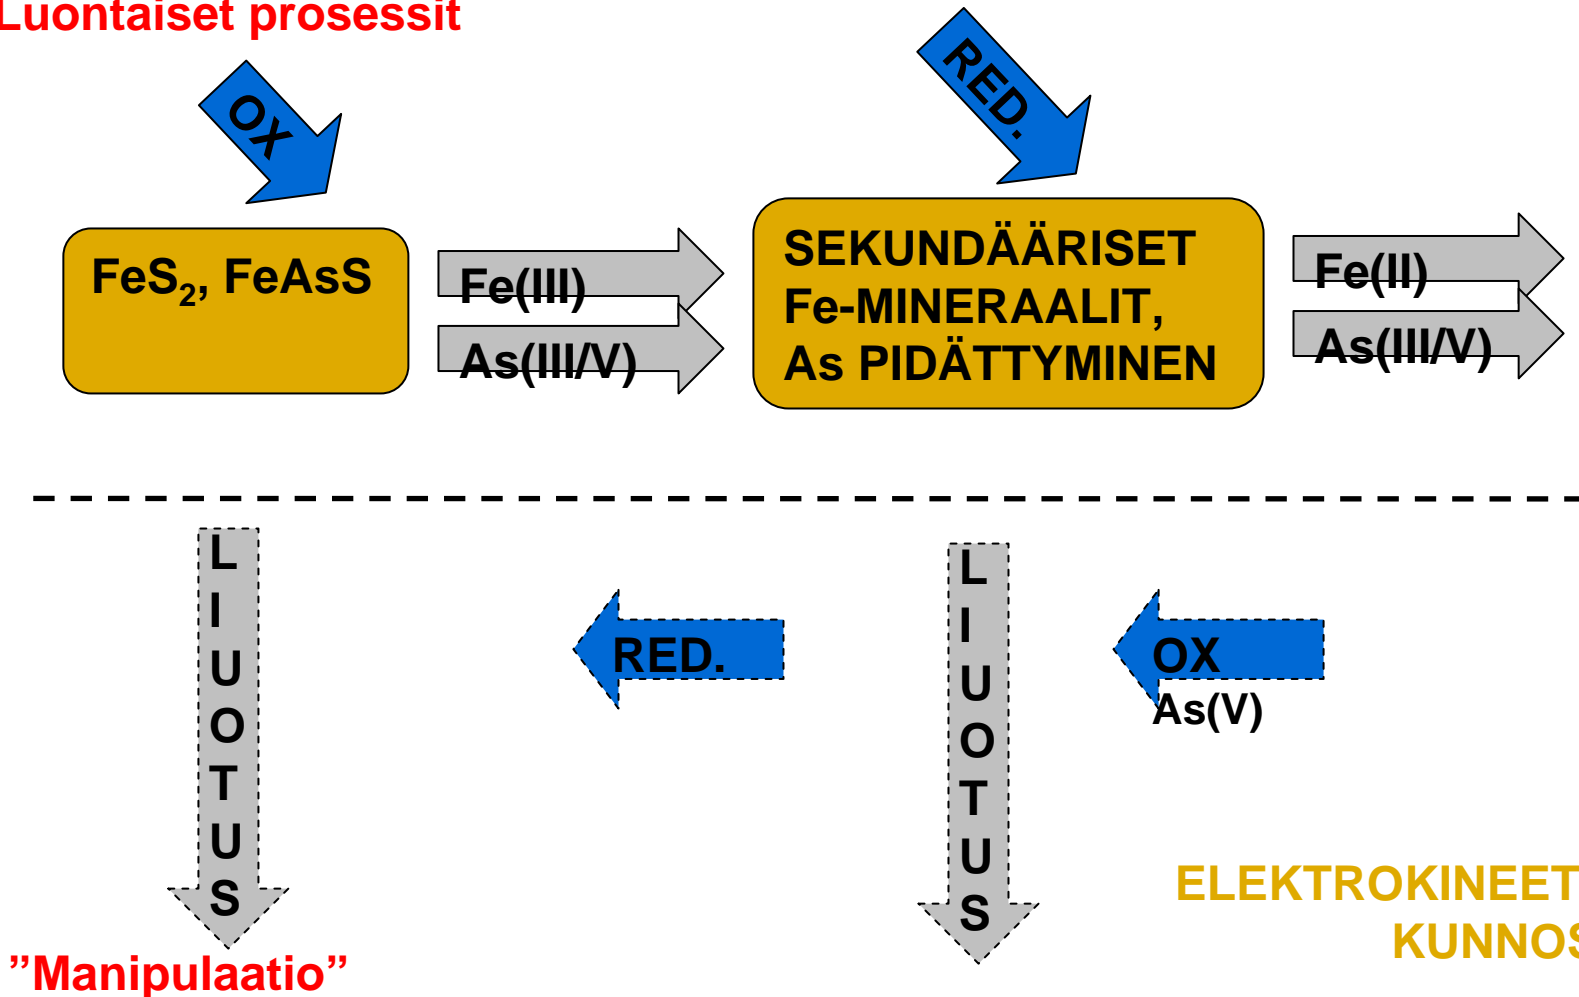 Luontaiset prosessit
OX
RED.
FeS₂, FeAsS
Fe(III)
As(III/V)
SEKUNDÄÄRISET
Fe-MINERAALIT,
As PIDÄTTYMINEN
Fe(II)
As(III/V)
LIUOTUS
RED.
LIUOTUS
OX
As(V)
ELEKTROKINEET
KUNNOS
”Manipulaatio”